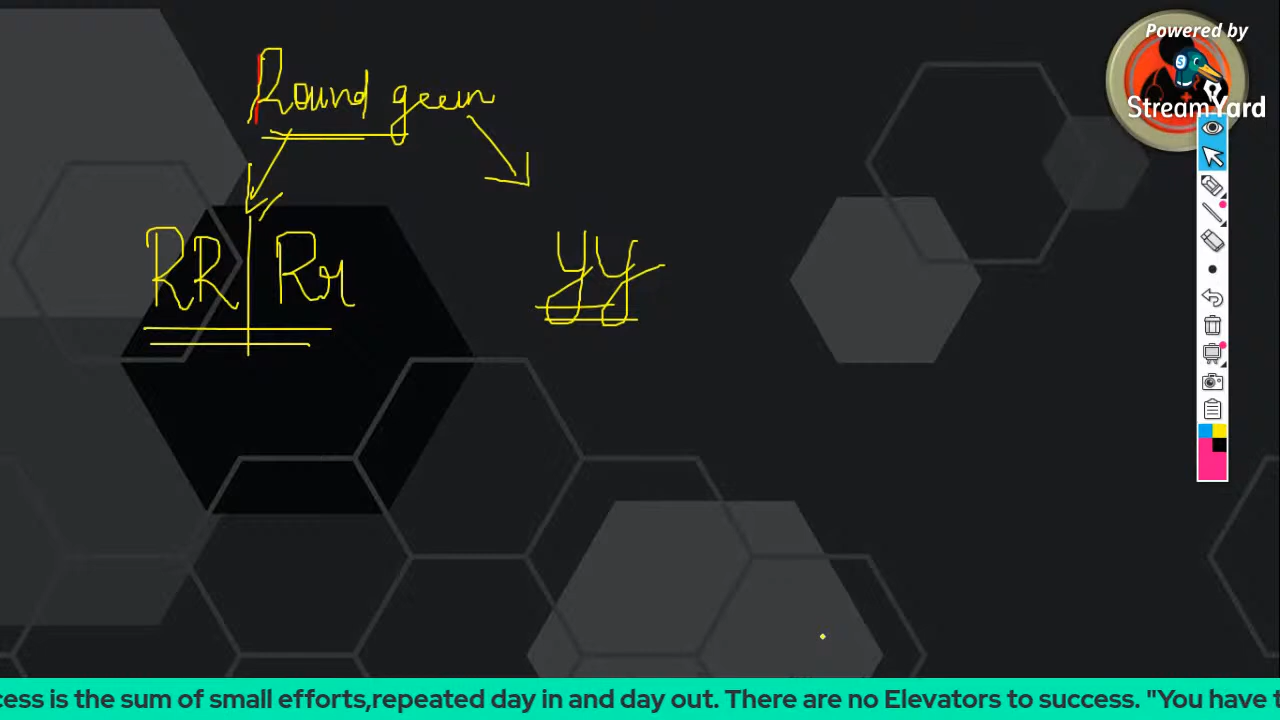 Powered by
StreamYard
Round geen
RR Rr
yy
cess is the sum of small efforts,repeated day in and day out. There are no Elevators to success. "You have t